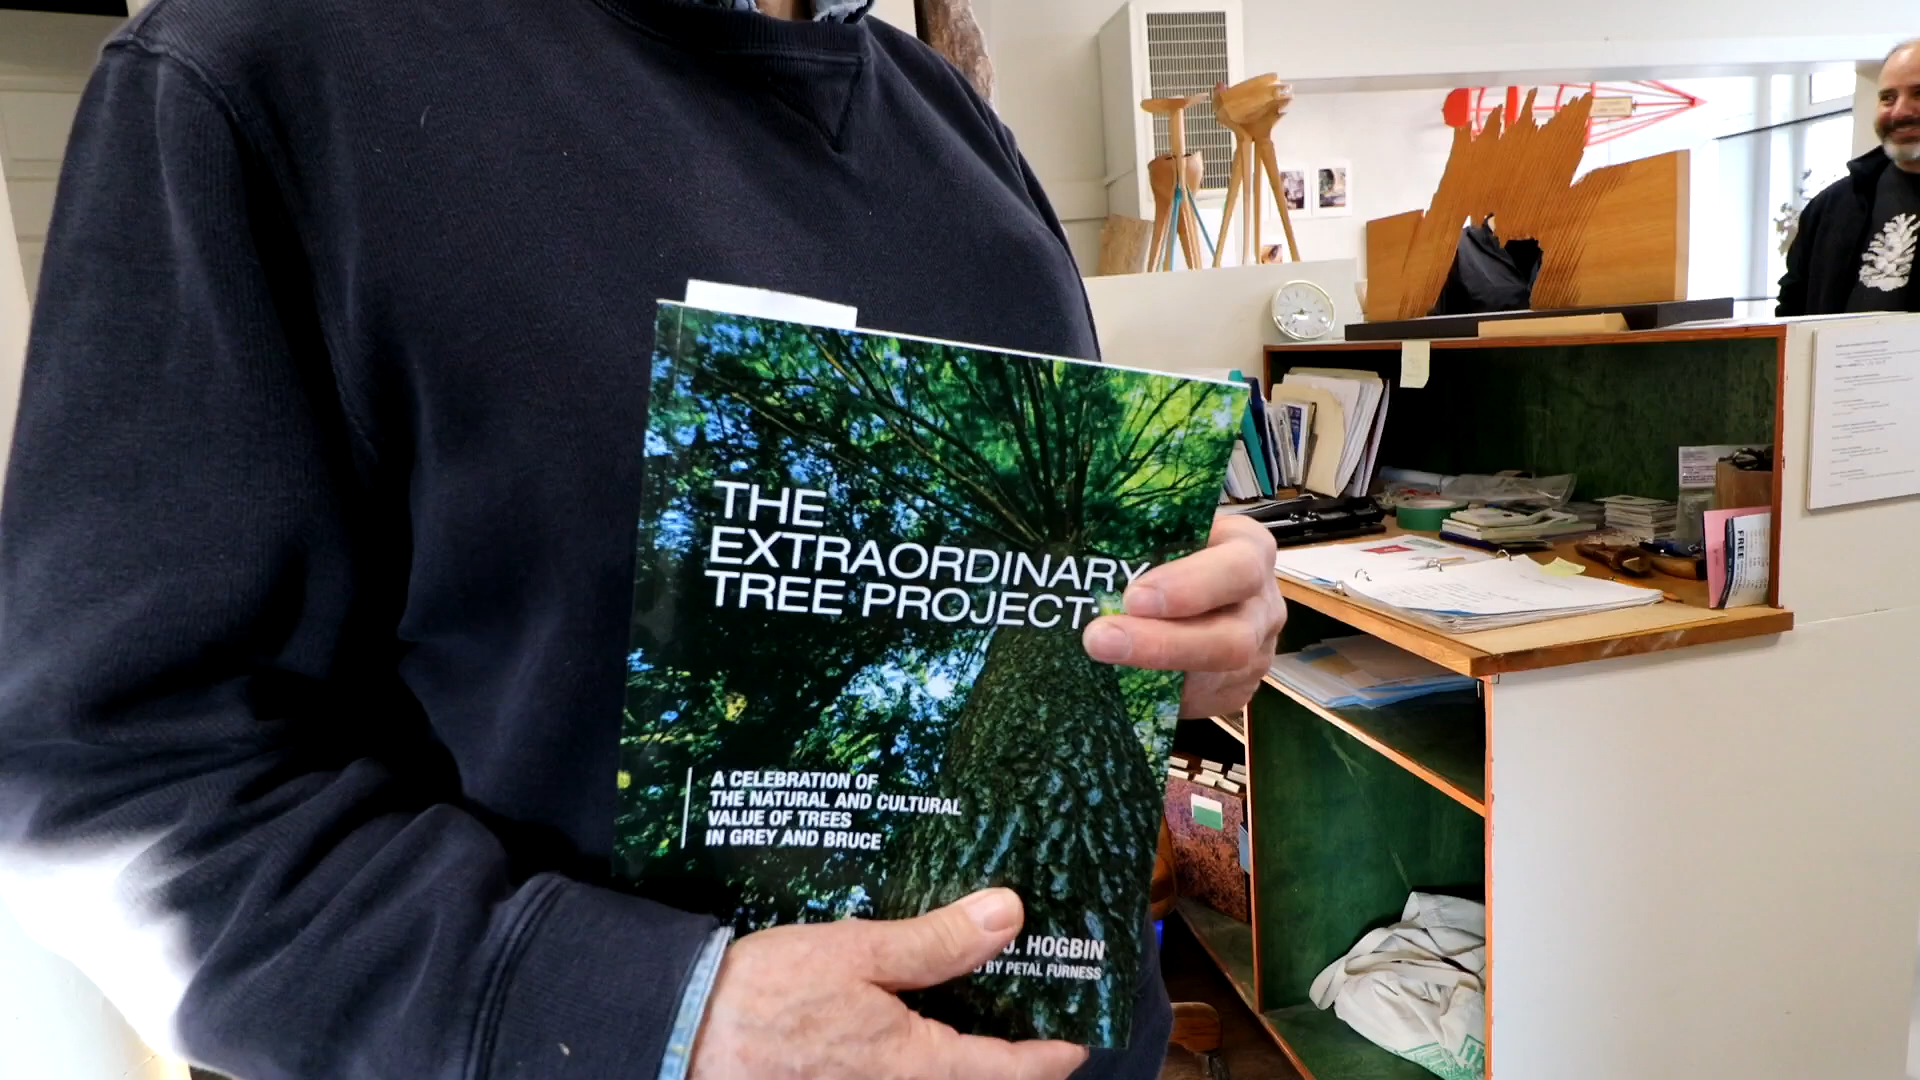 THE
EXTRAORDINARY
TREE PROJECT:
A CELEBRATION OF
THE NATURAL AND CULTURAL
VALUE OF TREES
IN GREY AND BRUCE
J. HOGBIN
BY PETAL FURNESS
FREE